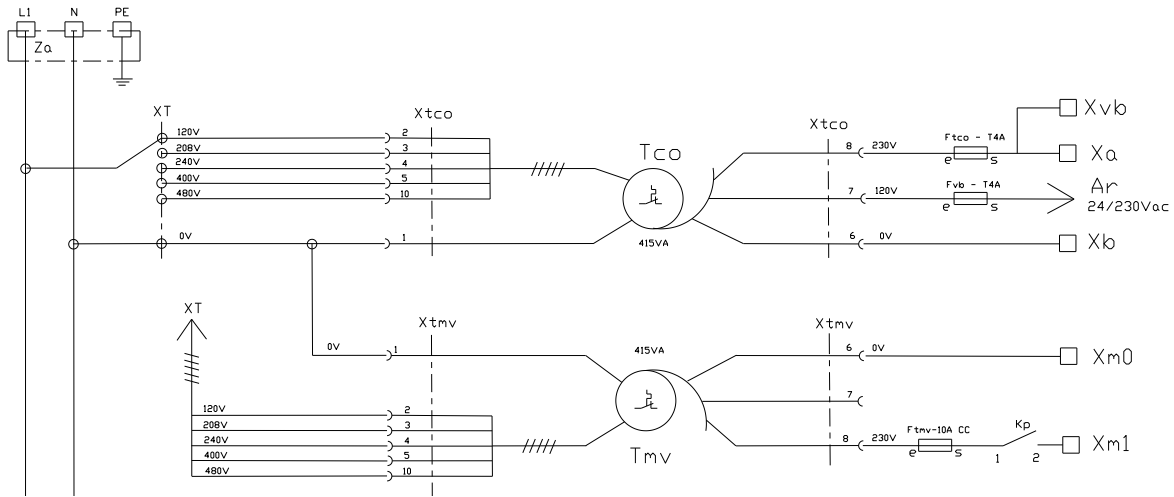 L1 N PE
Za
XT
Xtco
Xtco
120V 2
208V 3
240V 4
400V 5
480V 10
0V 1
Tco
415VA
8 230V
Ftco - T4A
e s
7 120V
Fvb - T4A
e s
6 0V
Xvb
Xa
Ar
24/230Vac
Xb
XT
Xtmv
Xtmv
0V 1
120V 2
208V 3
240V 4
400V 5
480V 10
415VA
Tmv
6 0V
7
8 230V
Ftmv-10A CC
e s
Kp
1 2
Xm0
Xm1